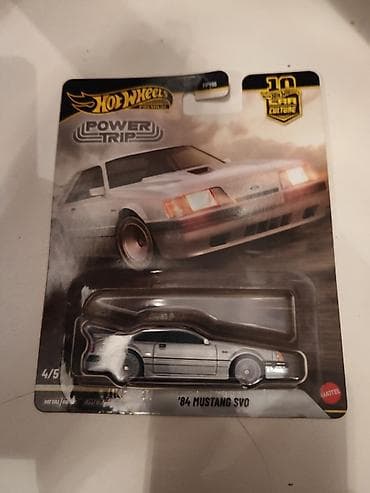 HOT WHEELS
PREMIUM
POWER
TRIP
10
CAR
CULTURE
4/5
'84 MUSTANG SVO
MATTEL